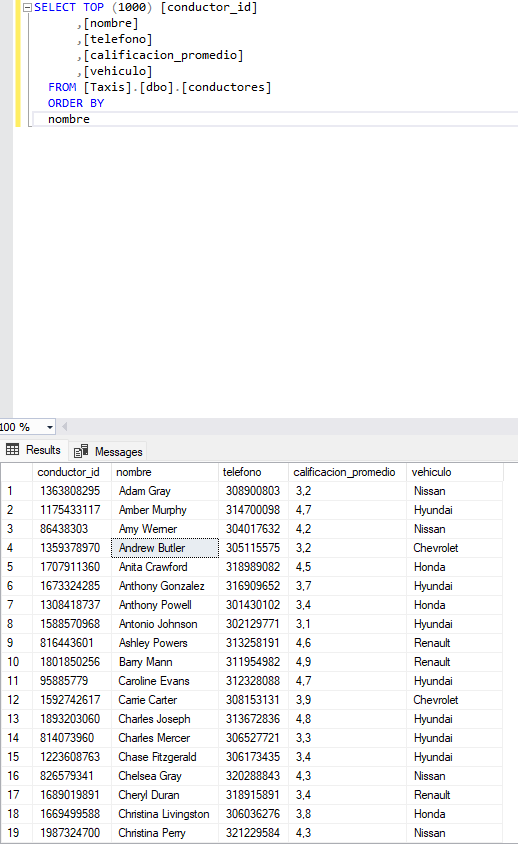 SELECT TOP (1000) [conductor_id]
,[nombre]
,[telefono]
,[calificacion_promedio]
,[vehiculo]
FROM [Taxis].[dbo].[conductores]
ORDER BY
nombre
100 %
Results Messages
conductor_id nombre telefono calificacion_promedio vehiculo
1 1363808295 Adam Gray 308900803 3,2 Nissan
2 1175433117 Amber Murphy 314700098 4,7 Hyundai
3 86438303 Amy Werner 304017632 4,2 Nissan
4 1359378970 Andrew Butler 305115575 3,2 Chevrolet
5 1707911360 Anita Crawford 318989082 4,5 Honda
6 1673324285 Anthony Gonzalez 316909652 3,7 Hyundai
7 1308418737 Anthony Powell 301430102 3,4 Honda
8 1588570968 Antonio Johnson 302129771 3,1 Hyundai
9 816443601 Ashley Powers 313258191 4,6 Renault
10 1801850256 Barry Mann 311954982 4,9 Renault
11 95885779 Caroline Evans 312328088 4,7 Hyundai
12 1592742617 Carrie Carter 308153131 3,9 Chevrolet
13 1893203060 Charles Joseph 313672836 4,8 Hyundai
14 814073960 Charles Mercer 306527721 3,3 Hyundai
15 1223608763 Chase Fitzgerald 306173435 3,4 Hyundai
16 826579341 Chelsea Gray 320288843 4,3 Nissan
17 1689019891 Cheryl Duran 318915891 3,4 Renault
18 1669499588 Christina Livingston 306036276 3,8 Honda
19 1987324700 Christina Perry 321229584 4,3 Nissan